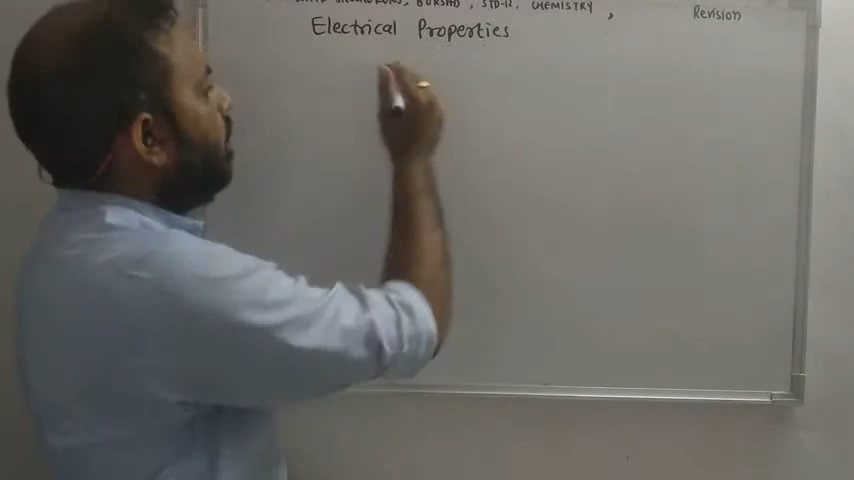 BORSAD, STD-12, CHEMISTRY, Revision
Electrical Properties